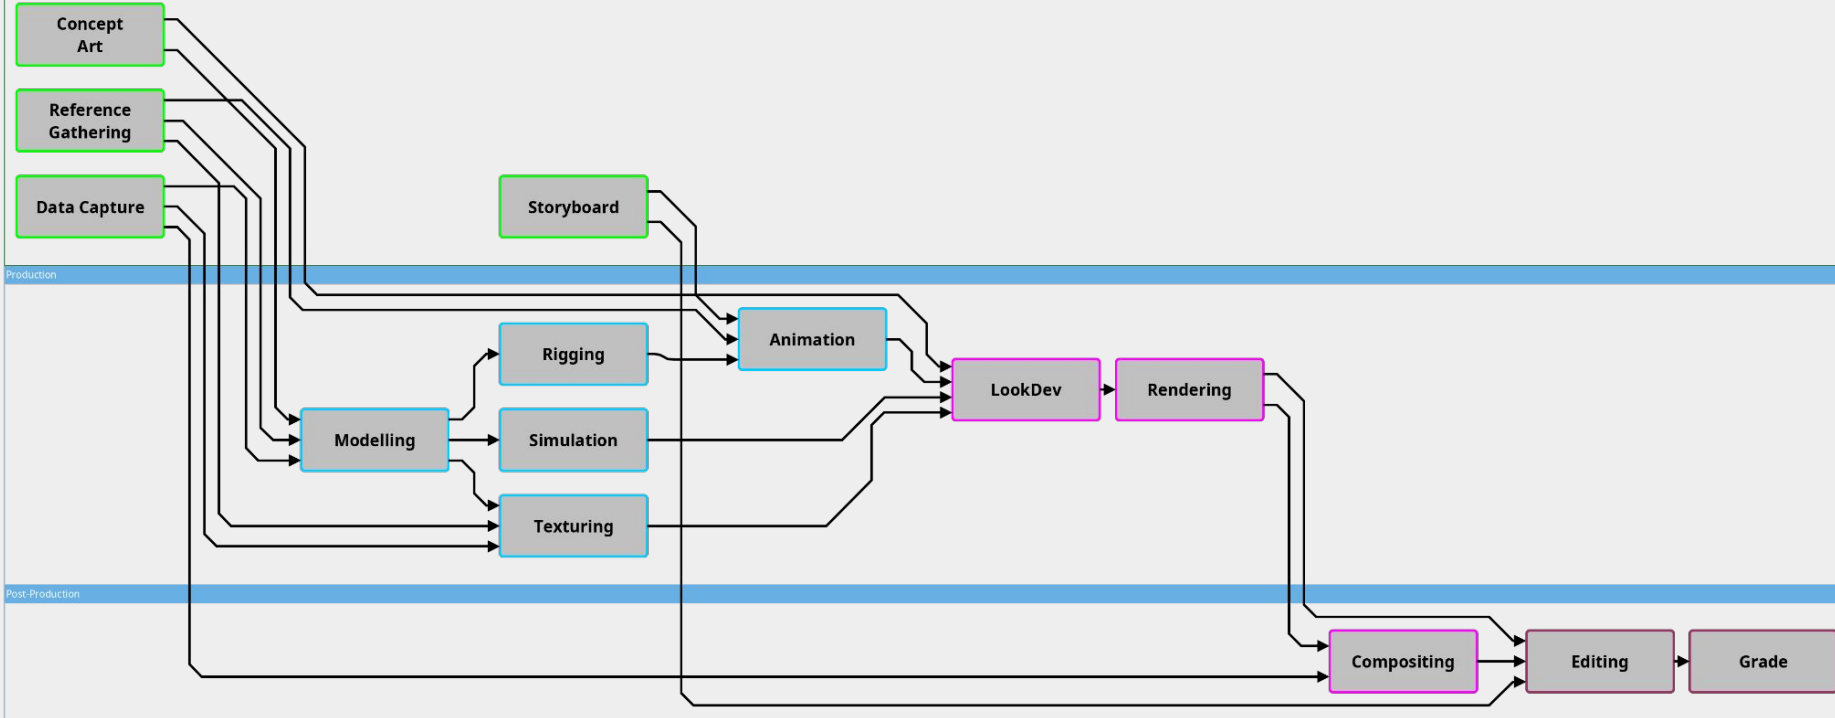 Concept
Art
Reference
Gathering
Data Capture
Storyboard
Production
Rigging
Animation
Modelling
Simulation
LookDev
Rendering
Texturing
Post-Production
Compositing
Editing
Grade